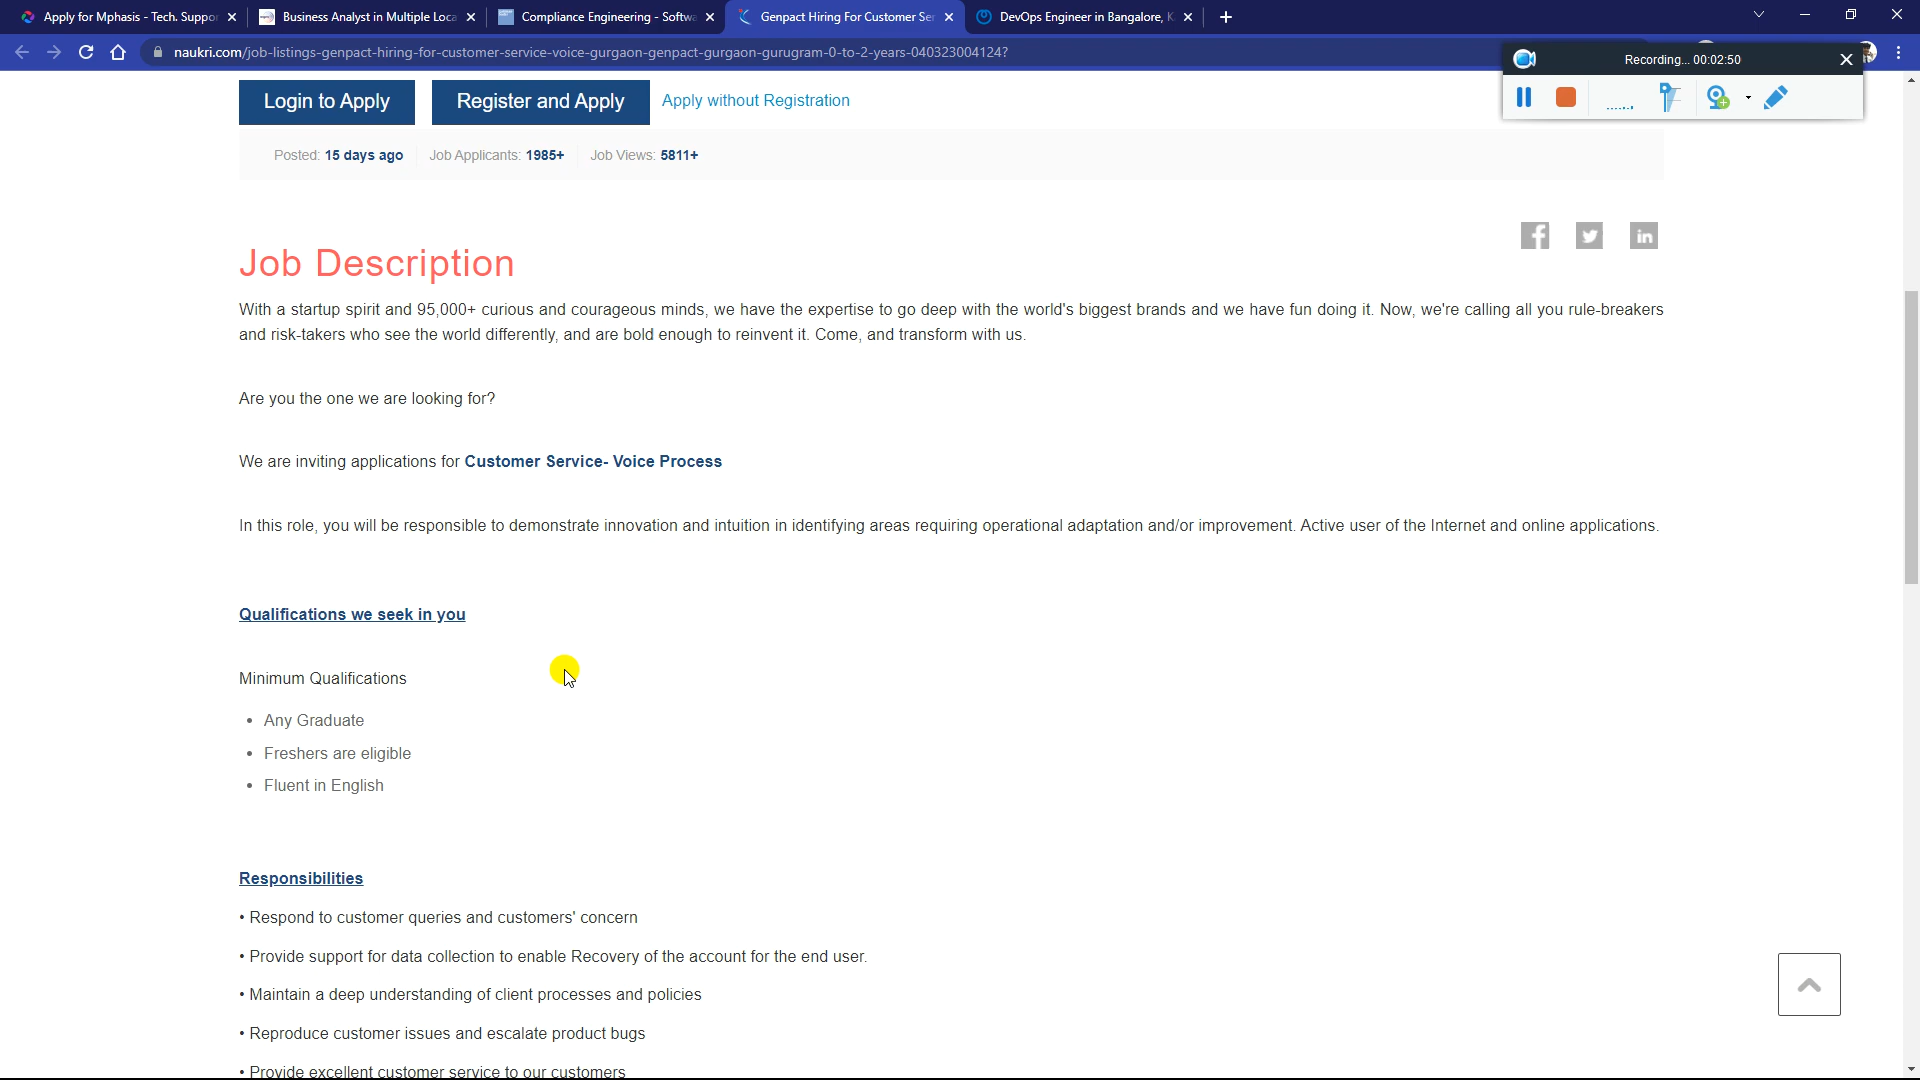 Apply for Mphasis - Tech. Suppo
Business Analyst in Multiple Loca
Compliance Engineering - Softwa
Genpact Hiring For Customer Ser
DevOps Engineer in Bangalore, K
naukri.com/job-listings-genpact-hiring-for-customer-service-voice-gurgaon-genpact-gurgaon-gurugram-0-to-2-years-040323004124?
Recording... 00:02:50
Login to Apply
Register and Apply
Apply without Registration
Posted: 15 days ago
Job Applicants: 1985+
Job Views: 5811+
Job Description
With a startup spirit and 95,000+ curious and courageous minds, we have the expertise to go deep with the world's biggest brands and we have fun doing it. Now, we're calling all you rule-breakers
and risk-takers who see the world differently, and are bold enough to reinvent it. Come, and transform with us.
Are you the one we are looking for?
We are inviting applications for Customer Service- Voice Process
In this role, you will be responsible to demonstrate innovation and intuition in identifying areas requiring operational adaptation and/or improvement. Active user of the Internet and online applications.
Qualifications we seek in you
Minimum Qualifications
• Any Graduate
• Freshers are eligible
• Fluent in English
Responsibilities
• Respond to customer queries and customers' concern
• Provide support for data collection to enable Recovery of the account for the end user.
• Maintain a deep understanding of client processes and policies
• Reproduce customer issues and escalate product bugs
• Provide excellent customer service to our customers